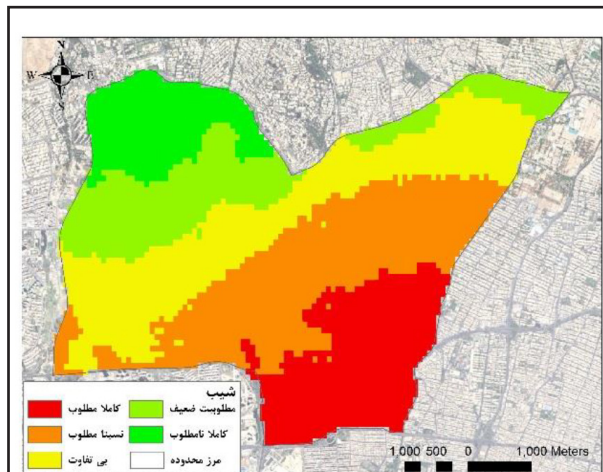 N
W E
S
شیب
کاملا مطلوب مطلوبیت ضعیف
نسبتا مطلوب کاملا نامطلوب
بی تفاوت مرز محدوده
1,000 500 0 1,000 Meters